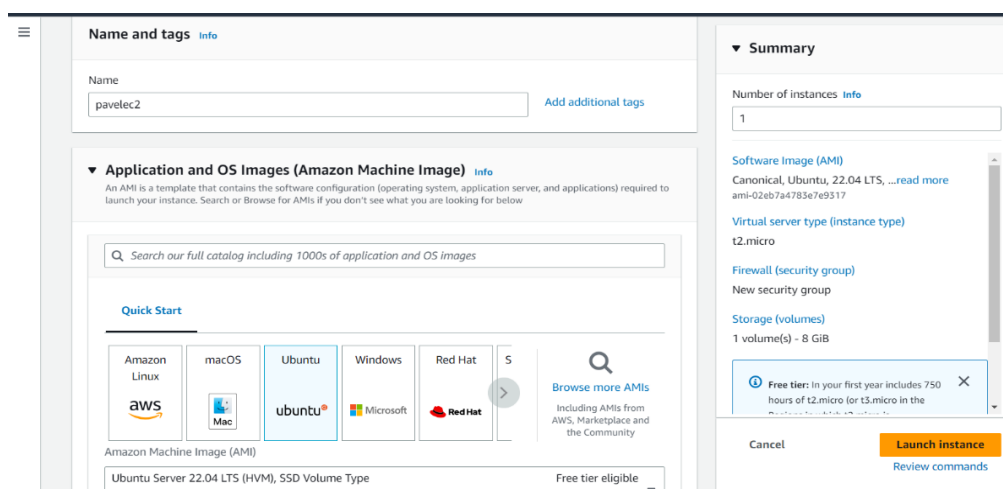 Name and tags Info
Name
pavelec2
Add additional tags
Application and OS Images (Amazon Machine Image) Info
An AMI is a template that contains the software configuration (operating system, application server, and applications) required to
launch your instance. Search or Browse for AMIs if you don't see what you are looking for below
Search our full catalog including 1000s of application and OS images
Quick Start
Amazon
Linux
aws
macOS
Mac
Ubuntu
ubuntu®
Windows
Microsoft
Red Hat
Red Hat
S
Browse more AMIs
Including AMIs from
AWS, Marketplace and
the Community
Amazon Machine Image (AMI)
Ubuntu Server 22.04 LTS (HVM), SSD Volume Type
Free tier eligible
Summary
Number of instances Info
1
Software Image (AMI)
Canonical, Ubuntu, 22.04 LTS, ...read more
ami-02eb7a4783e7e9317
Virtual server type (instance type)
t2.micro
Firewall (security group)
New security group
Storage (volumes)
1 volume(s) - 8 GiB
Free tier: In your first year includes 750
hours of t2.micro (or t3.micro in the
Cancel
Launch instance
Review commands